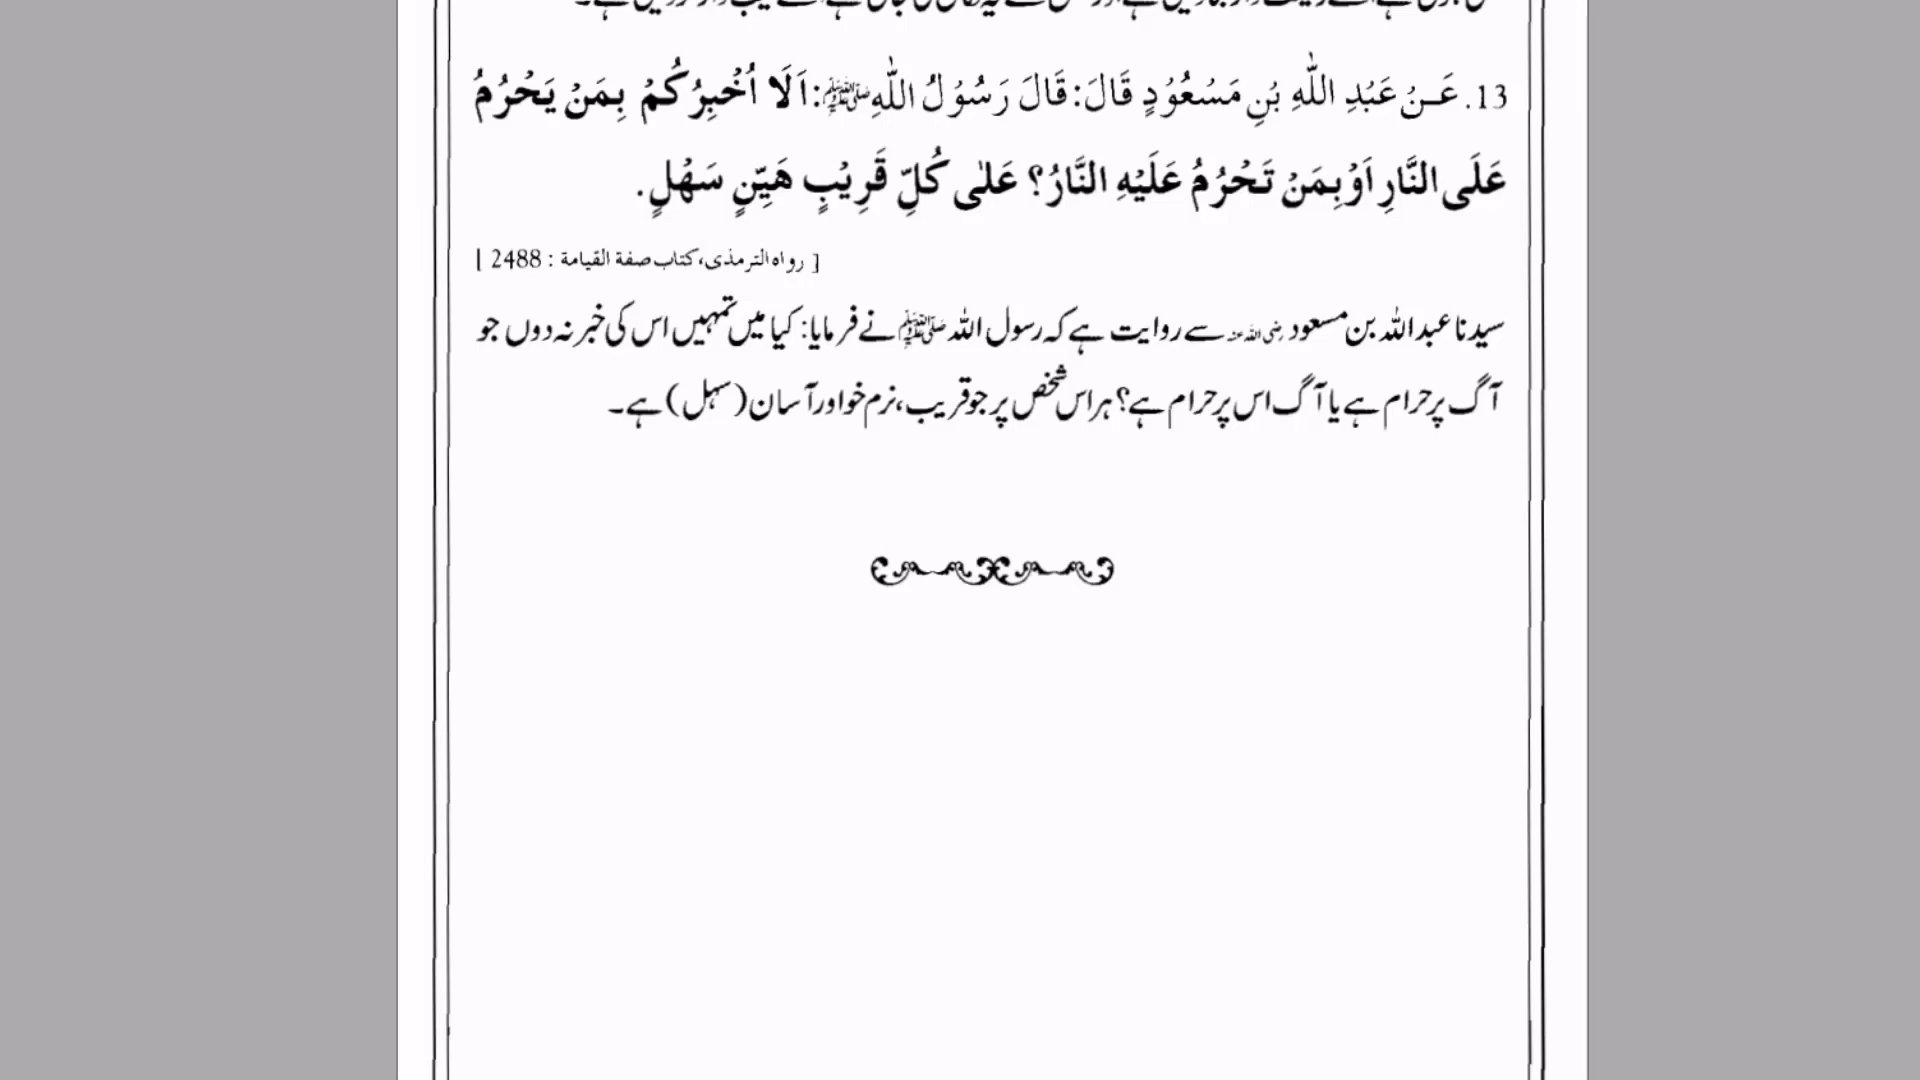 13. عَنْ عَبْدِ اللّٰهِ بْنِ مَسْعُوْدٍ قَالَ: قَالَ رَسُوْلُ اللّٰهِ ﷺ: اَلَا اُخْبِرُكُمْ بِمَنْ يَحْرُمُ
عَلَى النَّارِ اَوْ بِمَنْ تَحْرُمُ عَلَيْهِ النَّارُ؟ عَلٰى كُلِّ قَرِيْبٍ هَيِّنٍ سَهْلٍ.
[ رواه الترمذى، كتاب صفة القيامة : 2488 ]
سیدنا عبداللہ بن مسعود رضی اللہ عنہ سے روایت ہے کہ رسول اللہ ﷺ نے فرمایا: کیا میں تمہیں اس کی خبر نہ دوں جو
آگ پر حرام ہے یا آگ اس پر حرام ہے؟ ہر اس شخص پر جو قریب، نرم خو اور آسان (سہل) ہے۔